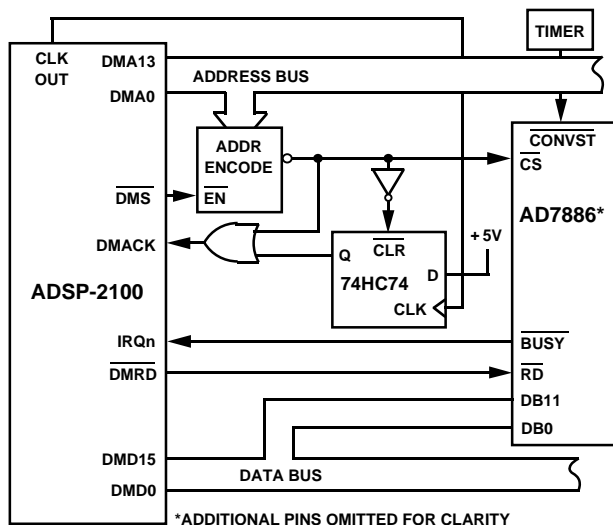 CLK
OUT
DMA13
ADDRESS BUS
TIMER
DMA0
ADDR
ENCODE
CONVST
CS
DMS
EN
AD7886*
+5V
DMACK
Q
CLR
D
74HC74
CLK
ADSP-2100
IRQn
BUSY
DMRD
RD
DB11
DB0
DMD15
DATA BUS
DMD0
*ADDITIONAL PINS OMITTED FOR CLARITY